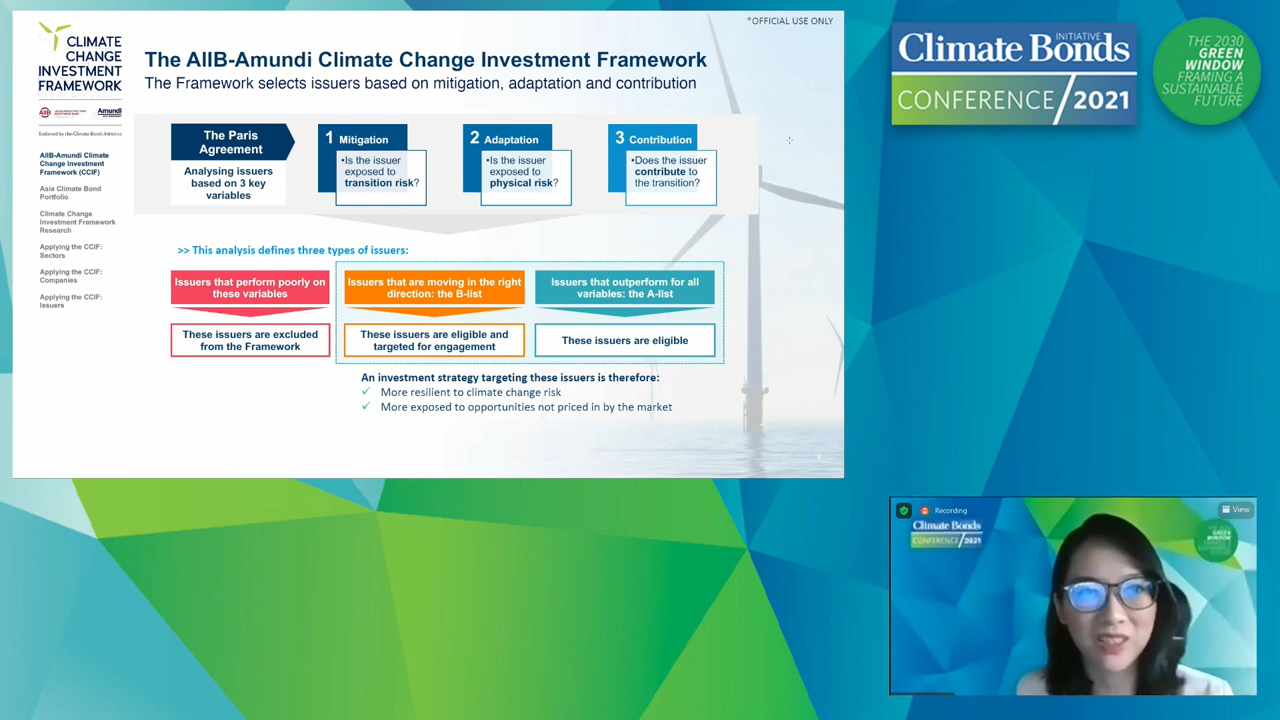 *OFFICIAL USE ONLY
CLIMATE
CHANGE
INVESTMENT
FRAMEWORK
AIIB
Amundi
Endorsed by the Climate Bonds Initiative
AIIB-Amundi Climate
Change Investment
Framework (CCIF)
Asia Climate Bond
Portfolio
Climate Change
Investment Framework
Research
Applying the CCIF:
Sectors
Applying the CCIF:
Companies
Applying the CCIF:
Issuers
The AIIB-Amundi Climate Change Investment Framework
The Framework selects issuers based on mitigation, adaptation and contribution
The Paris
Agreement
Analysing issuers
based on 3 key
variables
1 Mitigation
•Is the issuer
exposed to
transition risk?
2 Adaptation
•Is the issuer
exposed to
physical risk?
3 Contribution
•Does the issuer
contribute to
the transition?
>> This analysis defines three types of issuers:
Issuers that perform poorly on
these variables
These issuers are excluded
from the Framework
Issuers that are moving in the right
direction: the B-list
These issuers are eligible and
targeted for engagement
Issuers that outperform for all
variables: the A-list
These issuers are eligible
An investment strategy targeting these issuers is therefore:
✓ More resilient to climate change risk
✓ More exposed to opportunities not priced in by the market
Climate Bonds
INITIATIVE
CONFERENCE/2021
THE 2030
GREEN
WINDOW
FRAMING A
SUSTAINABLE
FUTURE
Recording
View
Climate Bonds
CONFERENCE/2021
GREEN
WINDOW